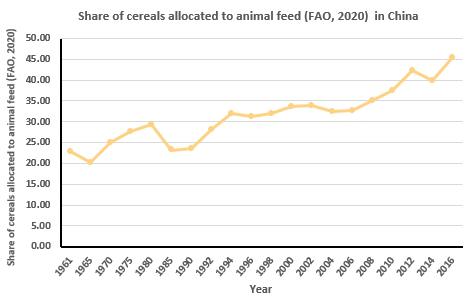 Share of cereals allocated to animal feed (FAO, 2020)  in China
Share of cereals allocated to animal feed (FAO, 2020)
50.00
45.00
40.00
35.00
30.00
25.00
20.00
15.00
10.00
5.00
0.00
1961 1965 1970 1975 1980 1985 1990 1992 1994 1996 1998 2000 2002 2004 2006 2008 2010 2012 2014 2016
Year